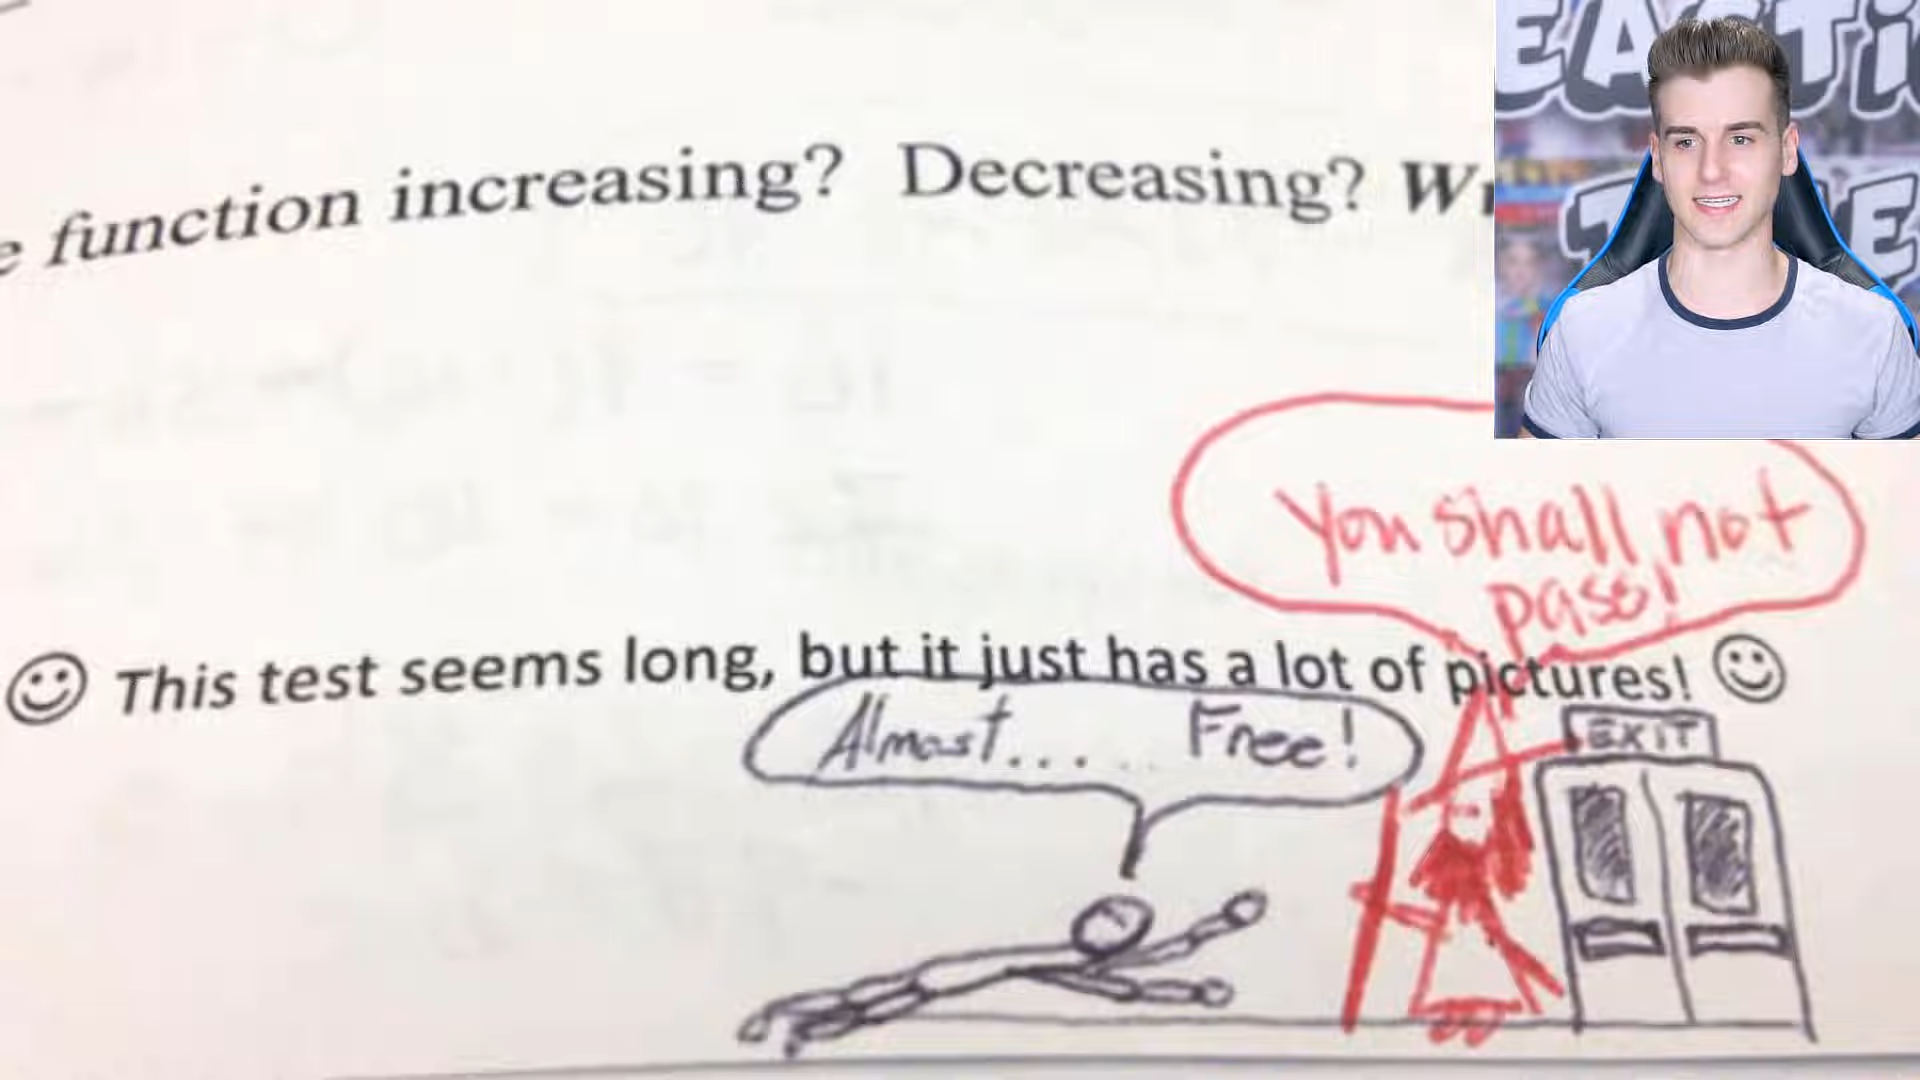 function increasing? Decreasing?
You shall not
pass!
☺ This test seems long, but it just has a lot of pictures! ☺
Almost..... Free!
EXIT